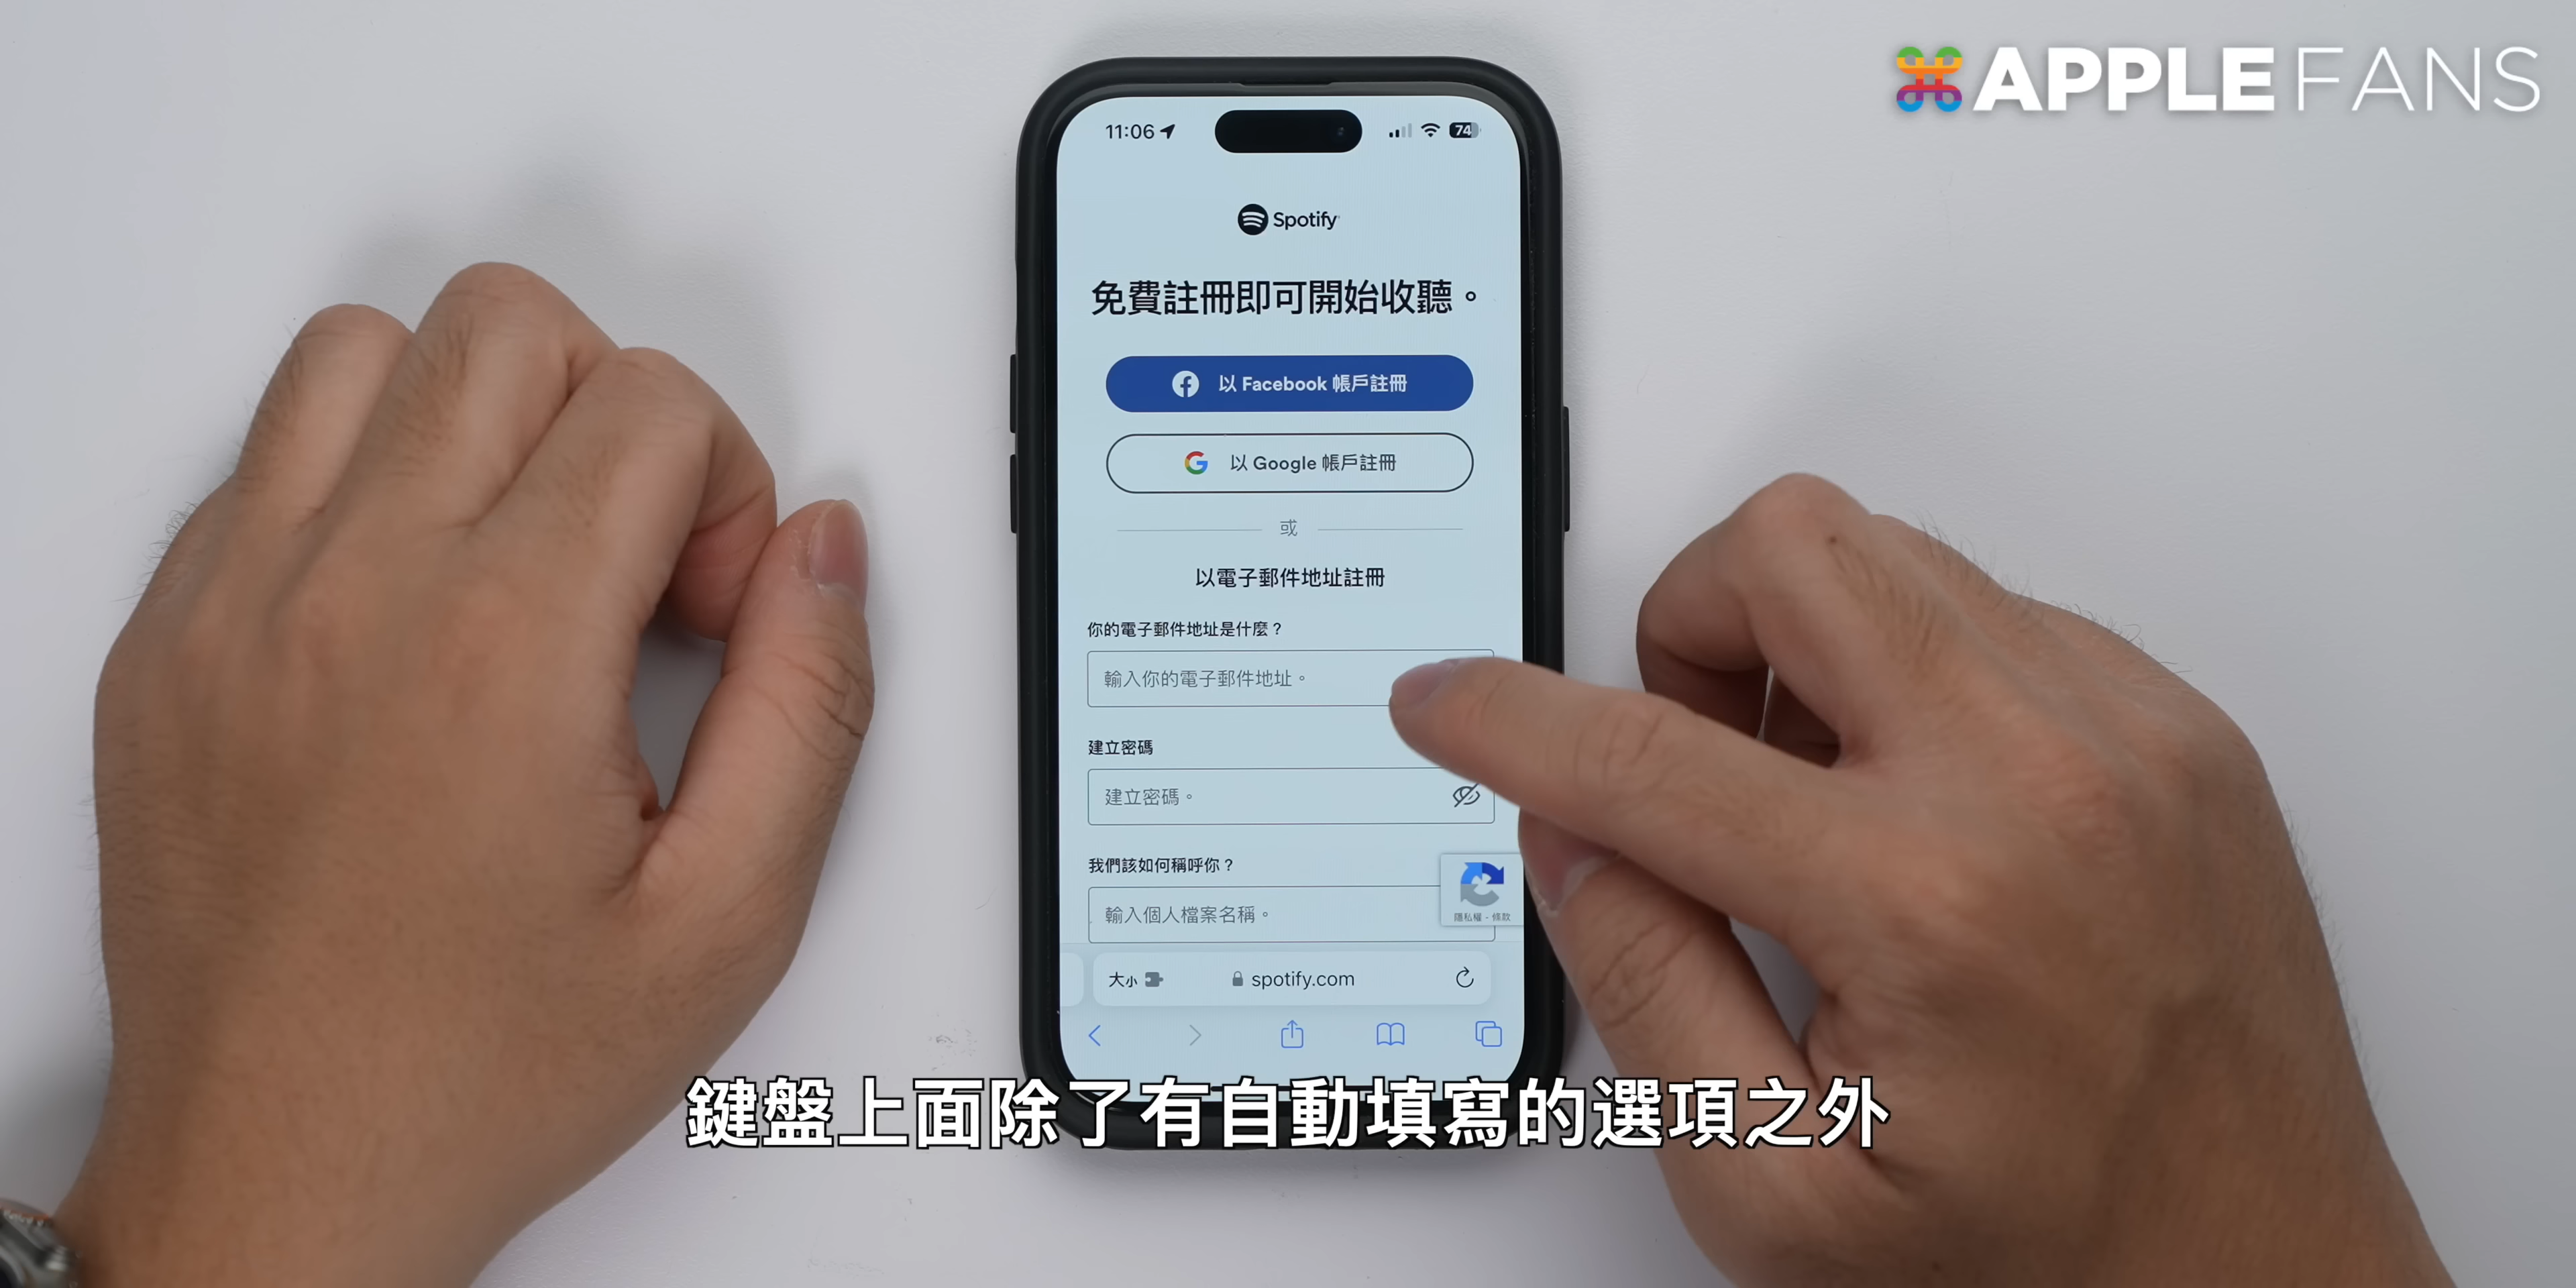 APPLE FANS
11:06
74
Spotify
免費註冊即可開始收聽。
以 Facebook 帳戶註冊
以 Google 帳戶註冊
或
以電子郵件地址註冊
你的電子郵件地址是什麼？
輸入你的電子郵件地址。
建立密碼
建立密碼。
我們該如何稱呼你？
輸入個人檔案名稱。
隱私權 - 條款
大小
spotify.com
鍵盤上面除了有自動填寫的選項之外